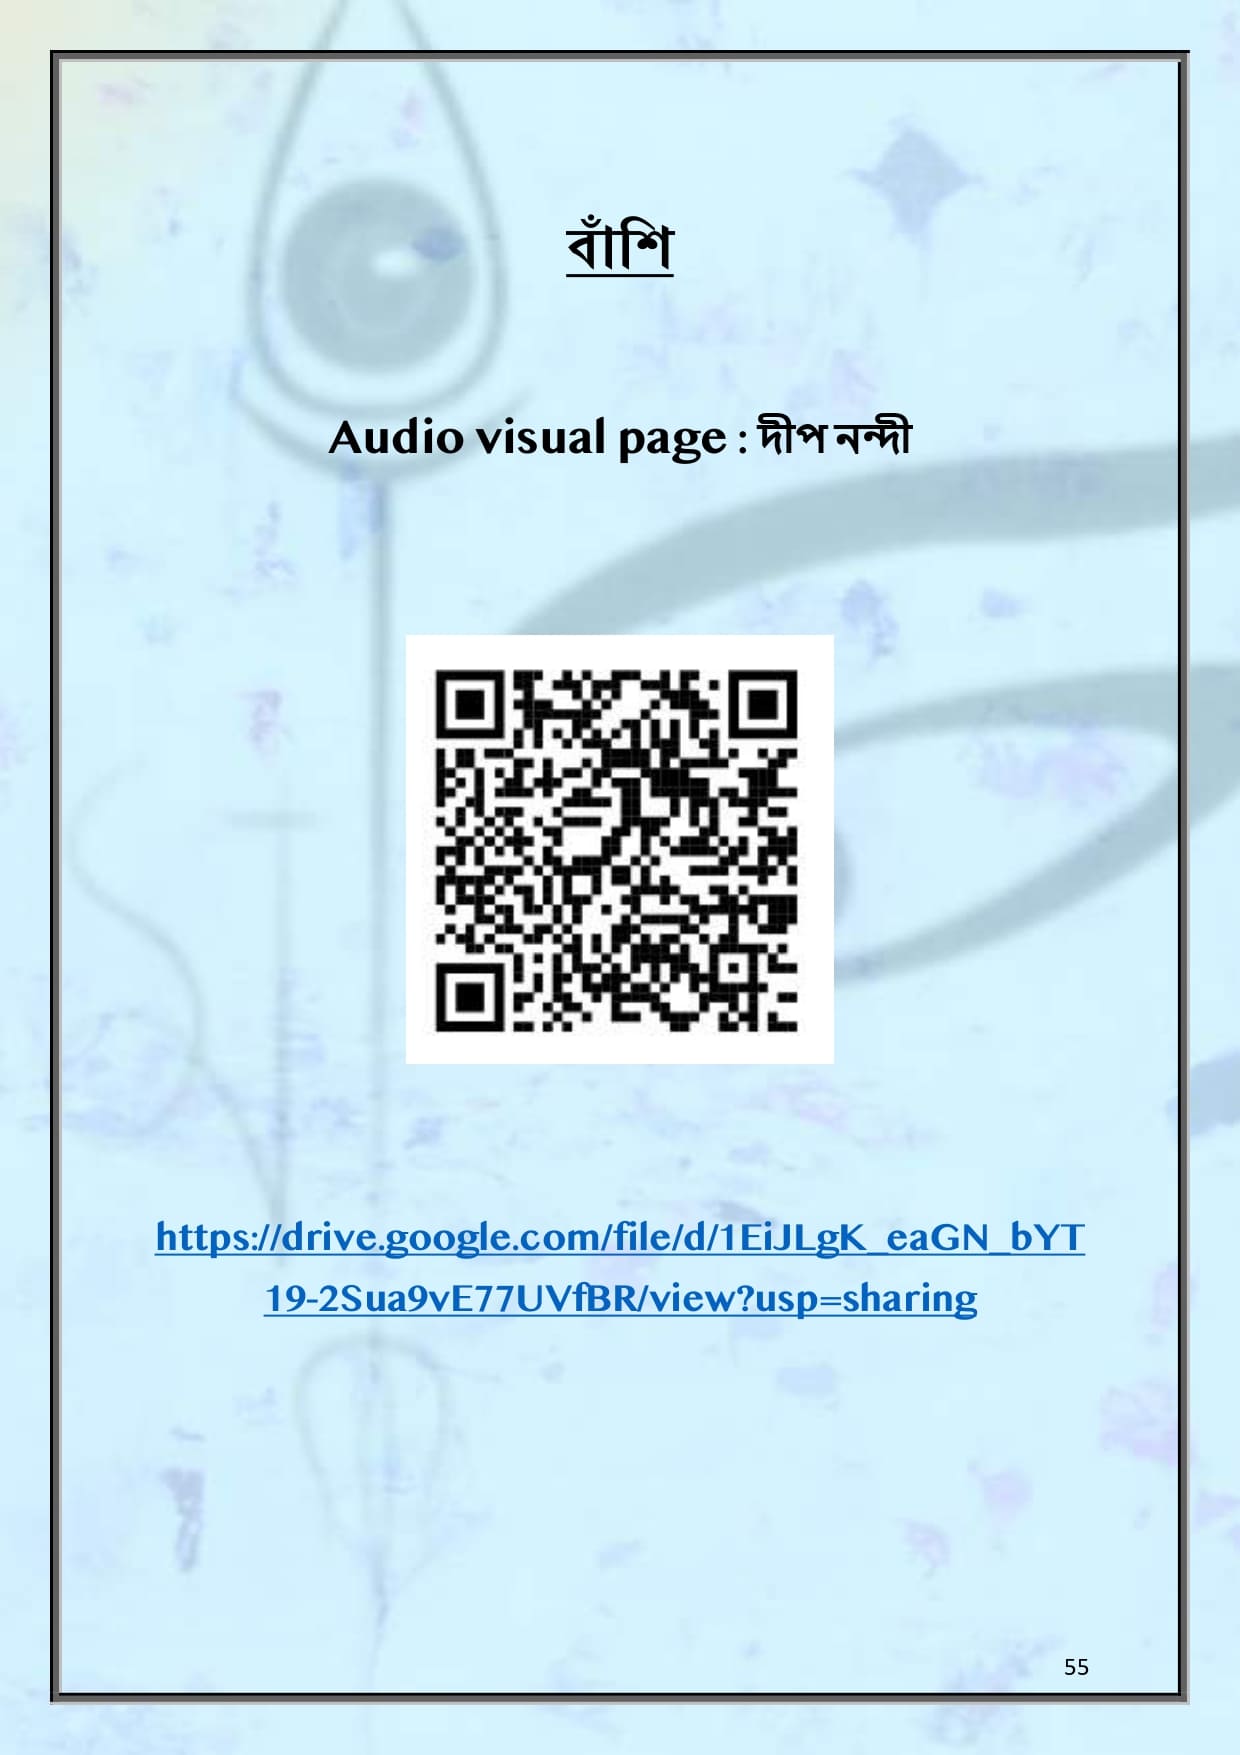 বাঁশি
Audio visual page : দীপ নন্দী
https://drive.google.com/file/d/1EiJLgK_eaGN_bYT
19-2Sua9vE77UVfBR/view?usp=sharing
55